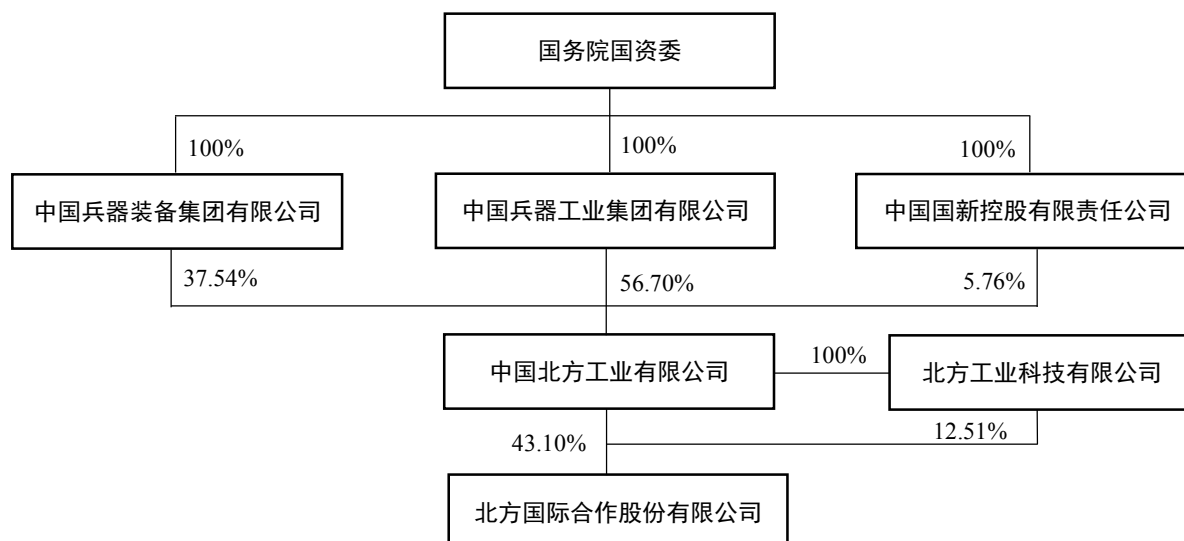 国务院国资委
100%
100%
100%
中国兵器装备集团有限公司
中国兵器工业集团有限公司
中国国新控股有限责任公司
37.54%
56.70%
5.76%
中国北方工业有限公司
100%
北方工业科技有限公司
43.10%
12.51%
北方国际合作股份有限公司